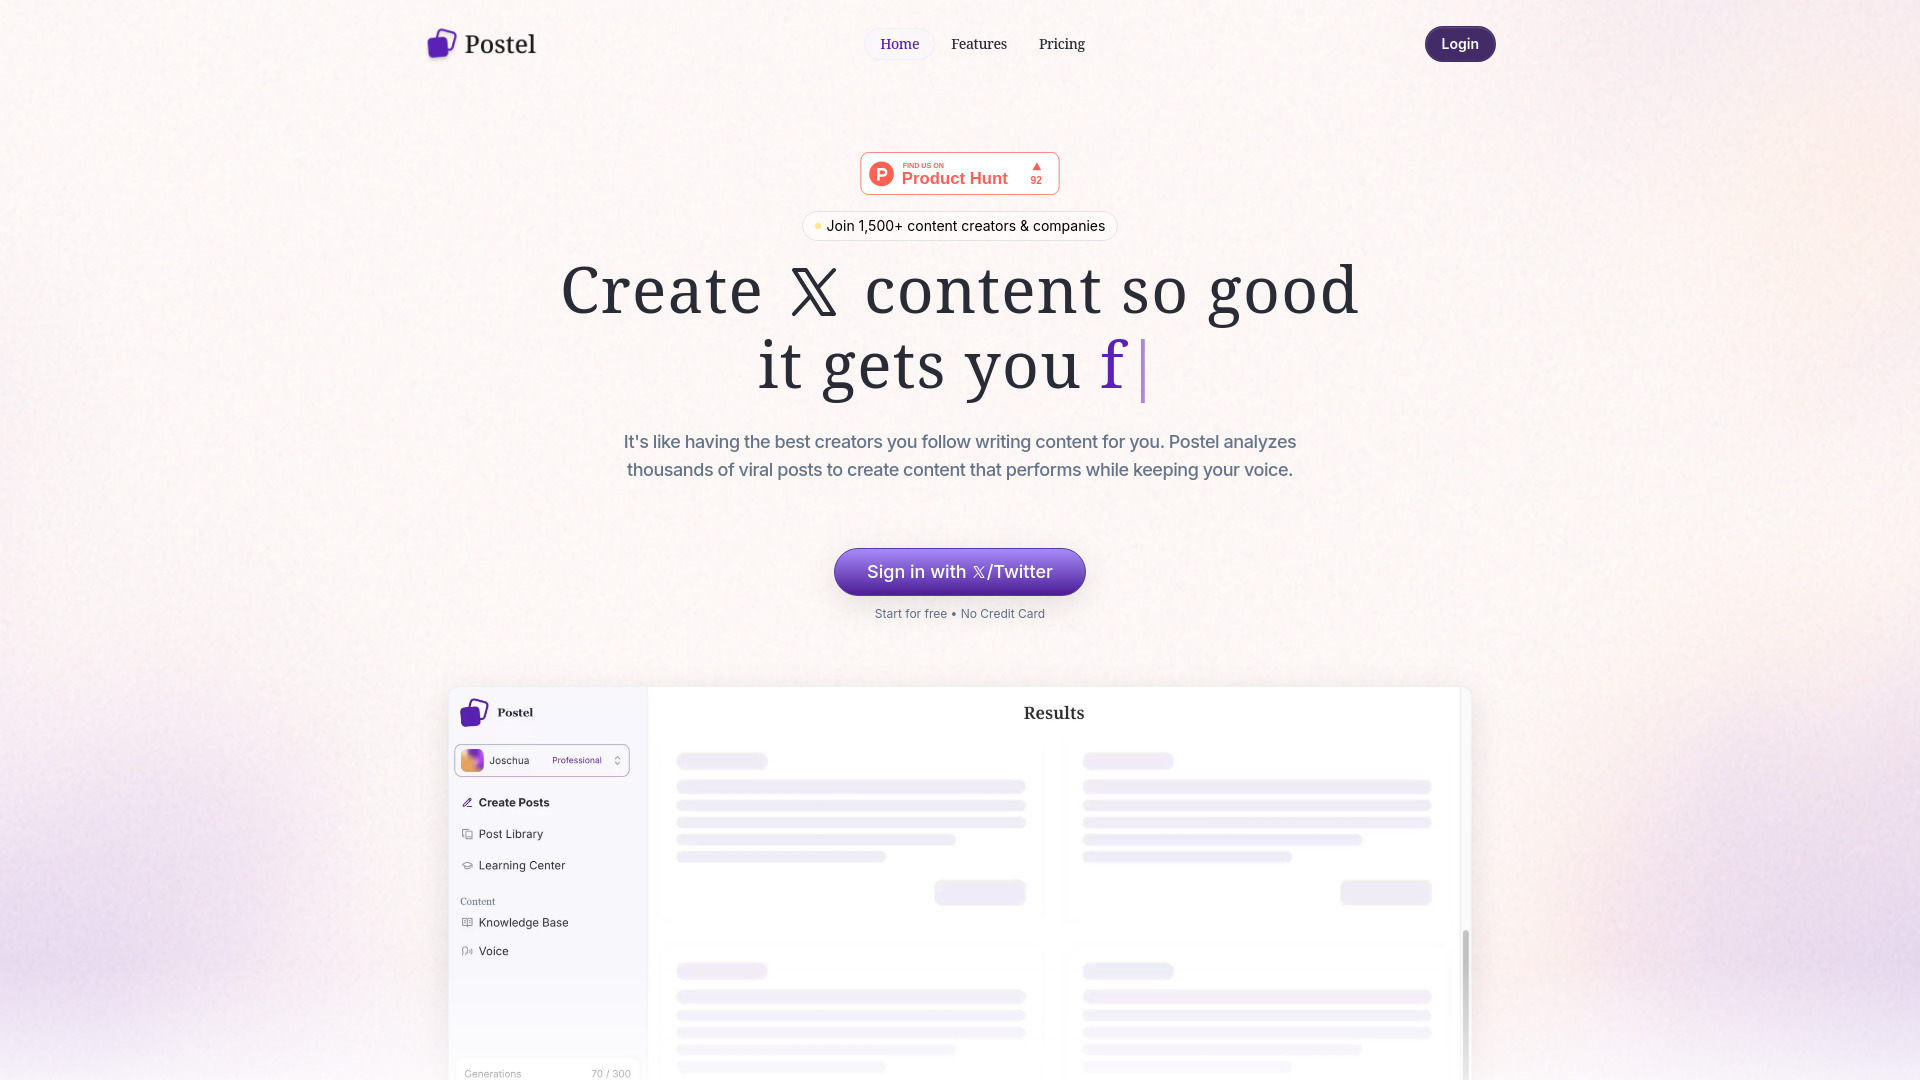 Postel
Home
Features
Pricing
Login
FIND US ON
Product Hunt
92
Join 1,500+ content creators & companies
Create 𝕏 content so good
it gets you f
It's like having the best creators you follow writing content for you. Postel analyzes
thousands of viral posts to create content that performs while keeping your voice.
Sign in with 𝕏/Twitter
Start for free • No Credit Card
Postel
Joschua
Professional
Create Posts
Post Library
Learning Center
Content
Knowledge Base
Voice
Generations
70 / 300
Results